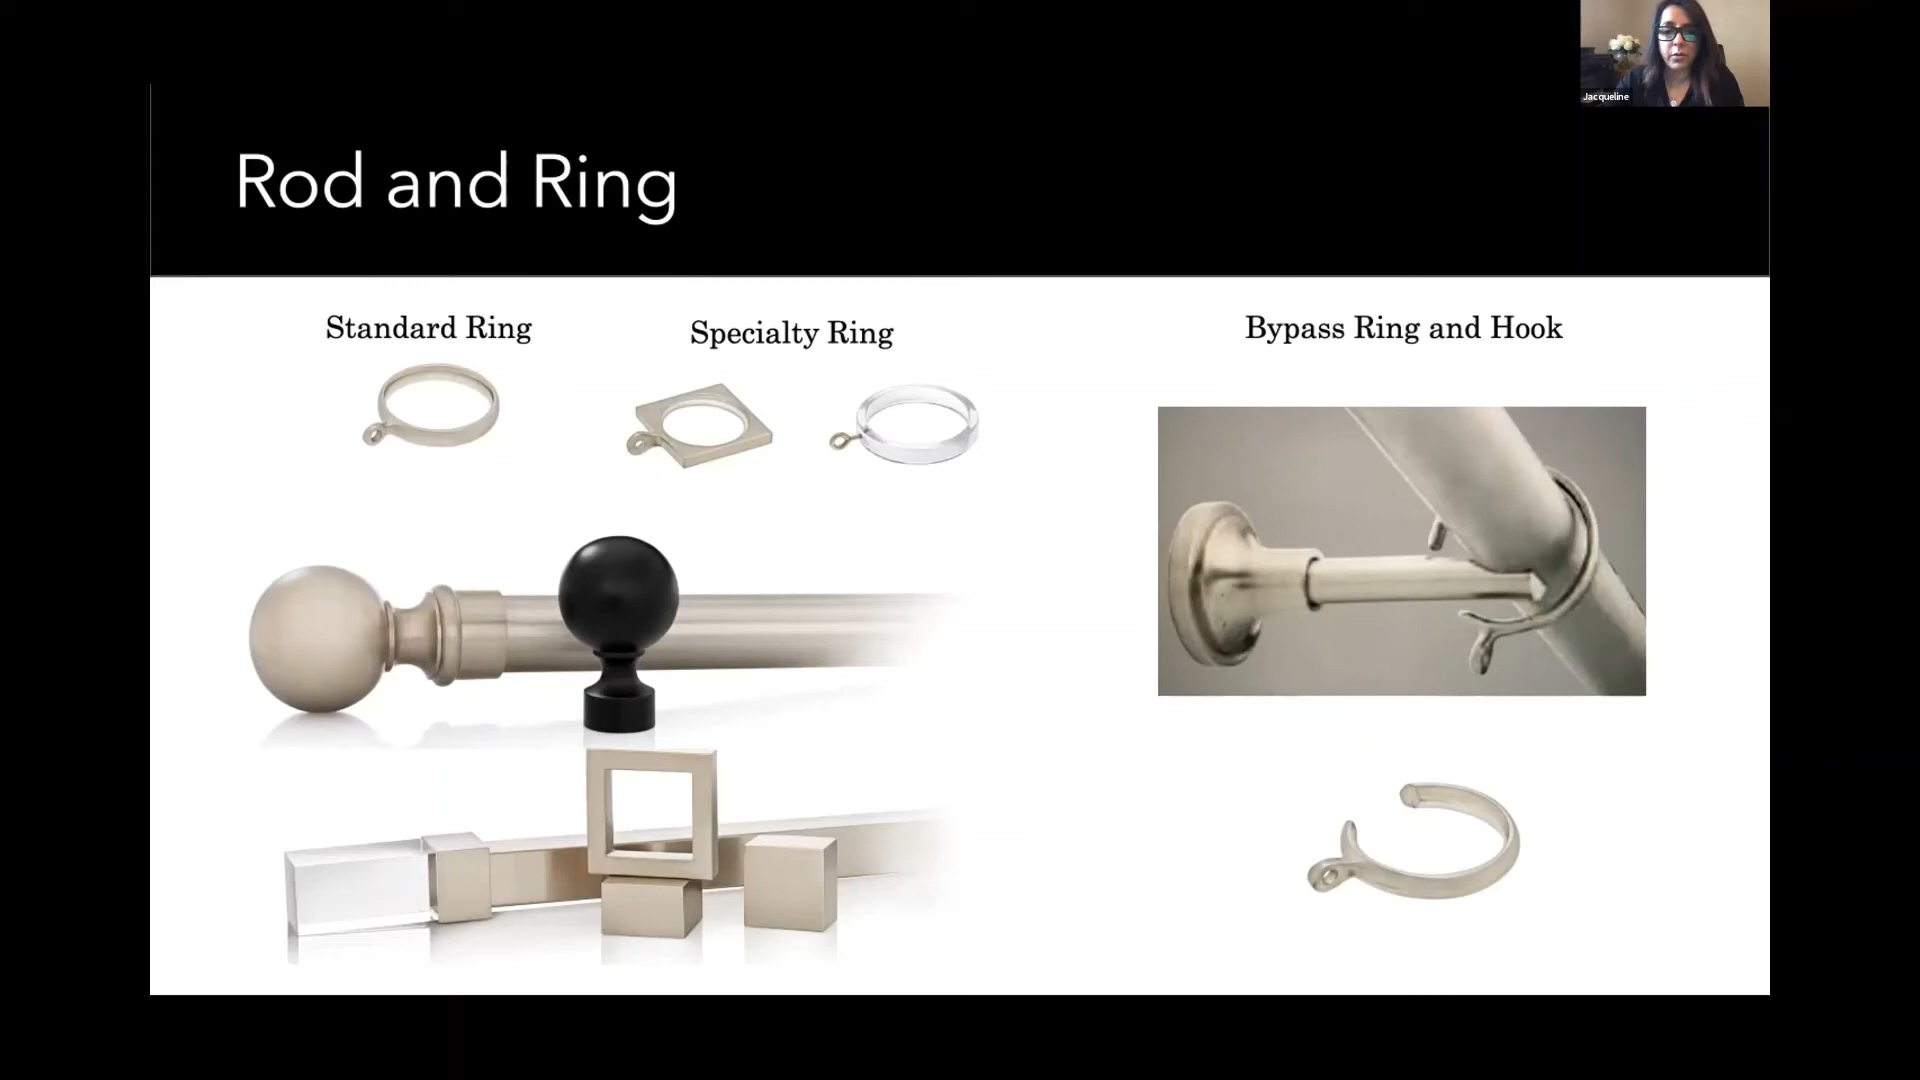 Jacqueline
Rod and Ring
Standard Ring
Specialty Ring
Bypass Ring and Hook